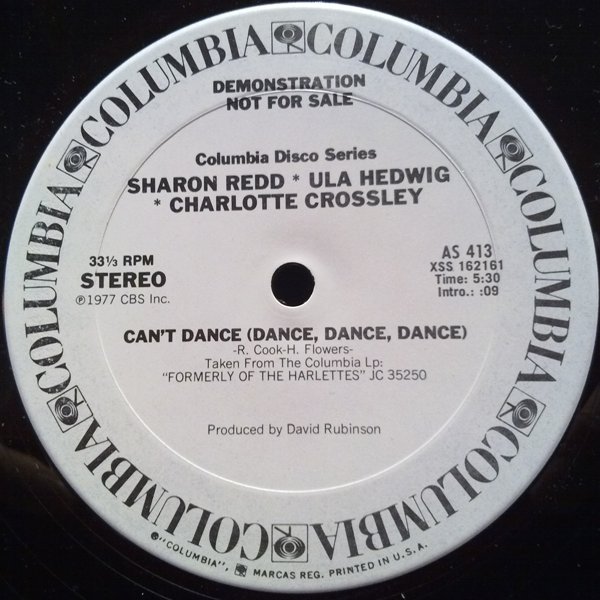 COLUMBIA COLUMBIA COLUMBIA COLUMBIA COLUMBIA COLUMBIA COLUMBIA COLUMBIA
DEMONSTRATION
NOT FOR SALE
Columbia Disco Series
SHARON REDD * ULA HEDWIG
* CHARLOTTE CROSSLEY
33⅓ RPM
STEREO
℗1977 CBS Inc.
AS 413
XSS 162161
Time: 5:30
Intro.: :09
CAN'T DANCE (DANCE, DANCE, DANCE)
-R. Cook-H. Flowers-
Taken From The Columbia Lp:
"FORMERLY OF THE HARLETTES" JC 35250
Produced by David Rubinson
®"COLUMBIA", MARCAS REG. PRINTED IN U.S.A.